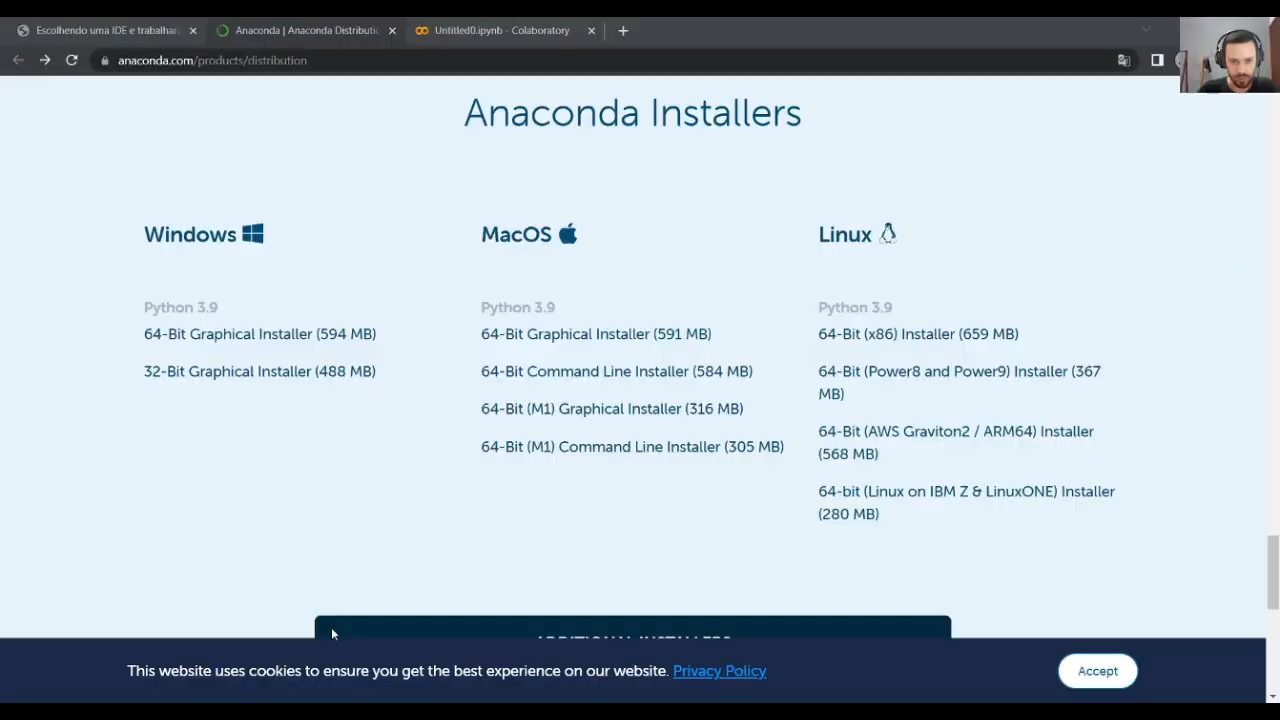 Escolhendo uma IDE e trabalhan
Anaconda | Anaconda Distributio
Untitled0.ipynb - Colaboratory
anaconda.com/products/distribution
Anaconda Installers
Windows
MacOS
Linux
Python 3.9
64-Bit Graphical Installer (594 MB)
32-Bit Graphical Installer (488 MB)
Python 3.9
64-Bit Graphical Installer (591 MB)
64-Bit Command Line Installer (584 MB)
64-Bit (M1) Graphical Installer (316 MB)
64-Bit (M1) Command Line Installer (305 MB)
Python 3.9
64-Bit (x86) Installer (659 MB)
64-Bit (Power8 and Power9) Installer (367
MB)
64-Bit (AWS Graviton2 / ARM64) Installer
(568 MB)
64-bit (Linux on IBM Z & LinuxONE) Installer
(280 MB)
ADDITIONAL INSTALLERS
This website uses cookies to ensure you get the best experience on our website. Privacy Policy
Accept